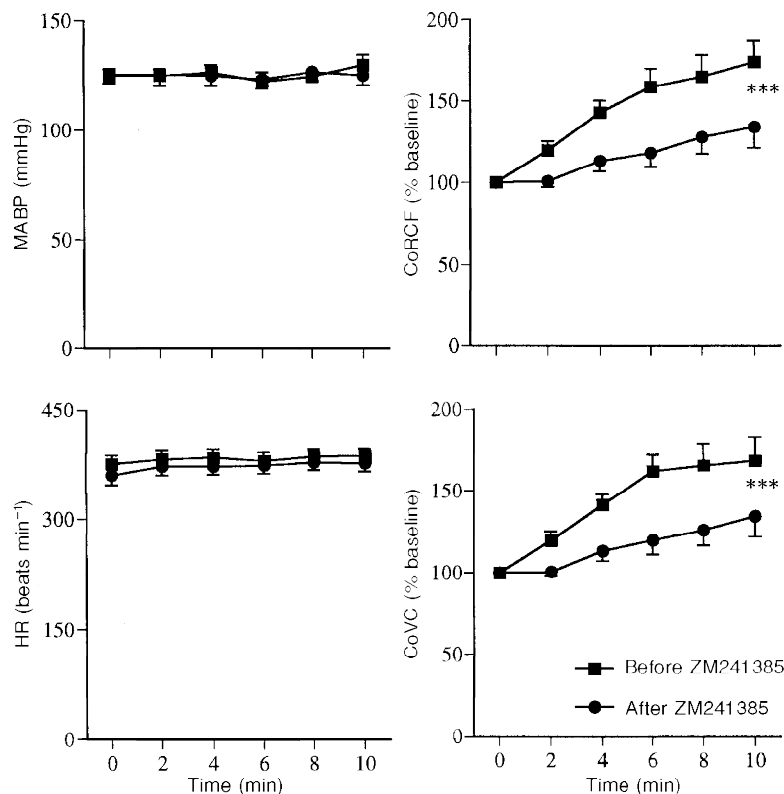 150
100
50
0
MABP (mmHg)
200
150
100
50
0
CoRCF (% baseline)
***
450
300
150
0
HR (beats min⁻¹)
0 2 4 6 8 10
Time (min)
200
150
100
50
0
CoVC (% baseline)
***
Before ZM241385
After ZM241385
0 2 4 6 8 10
Time (min)